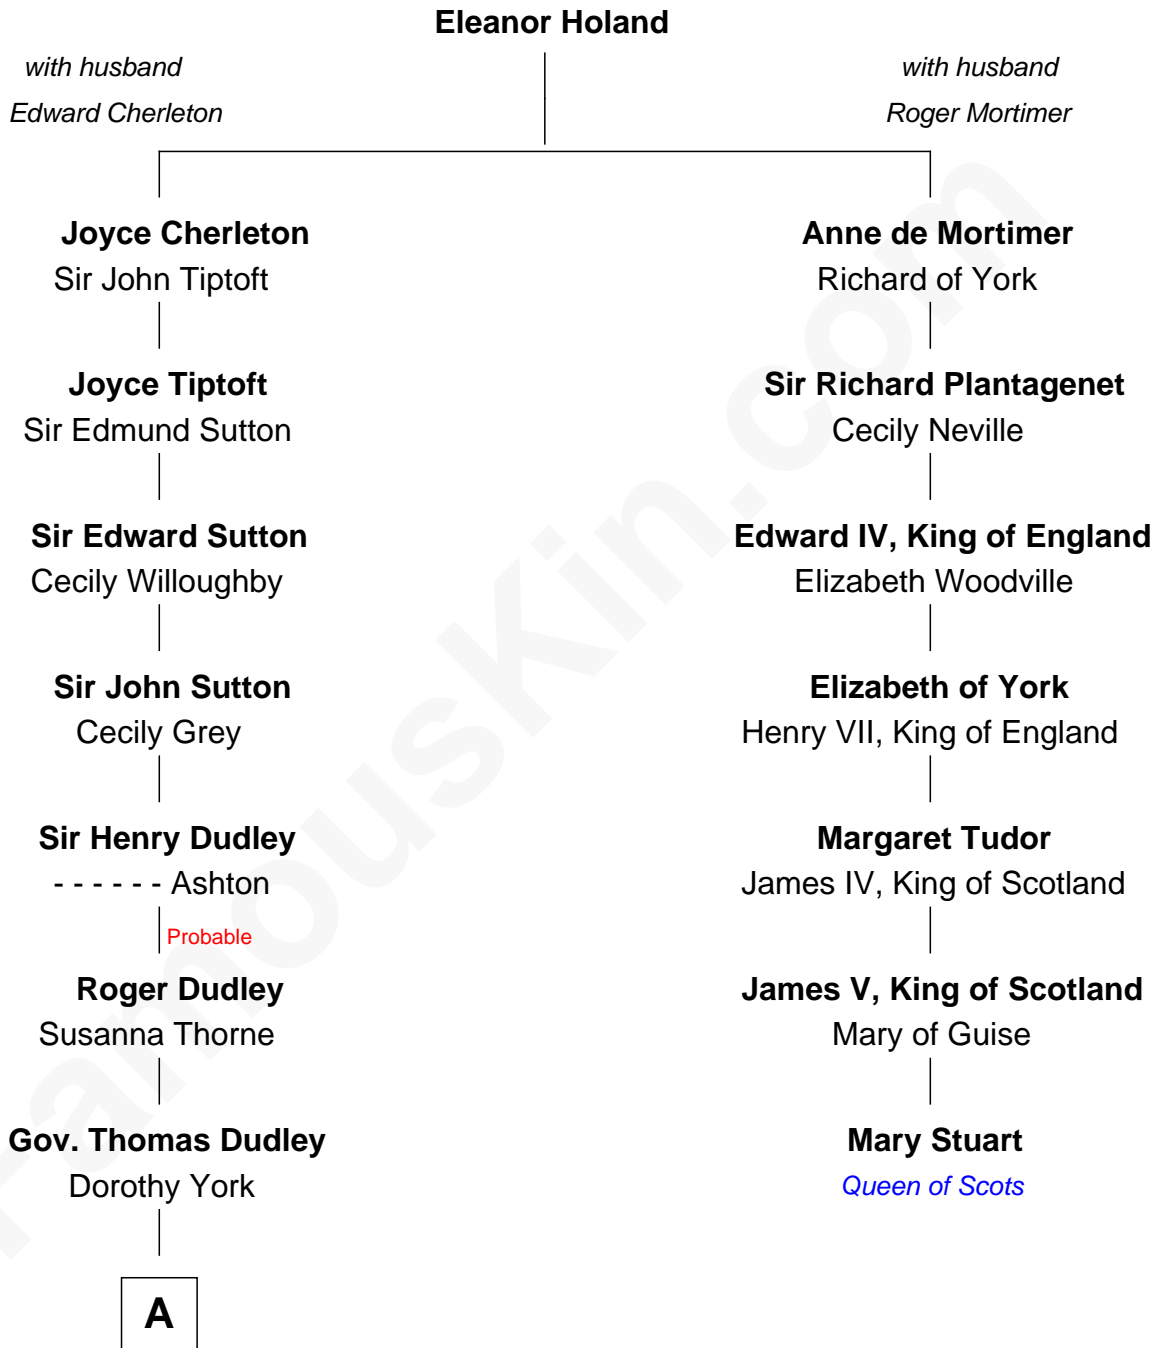 Eleanor Holand
with husband
Edward Cherleton
with husband
Roger Mortimer
Joyce Cherleton
Sir John Tiptoft
Anne de Mortimer
Richard of York
Joyce Tiptoft
Sir Edmund Sutton
Sir Richard Plantagenet
Cecily Neville
Sir Edward Sutton
Cecily Willoughby
Edward IV, King of England
Elizabeth Woodville
Sir John Sutton
Cecily Grey
Elizabeth of York
Henry VII, King of England
Sir Henry Dudley
- - - - - - Ashton
Probable
Margaret Tudor
James IV, King of Scotland
Roger Dudley
Susanna Thorne
James V, King of Scotland
Mary of Guise
Gov. Thomas Dudley
Dorothy York
Mary Stuart
Queen of Scots
A
FamousKin.com